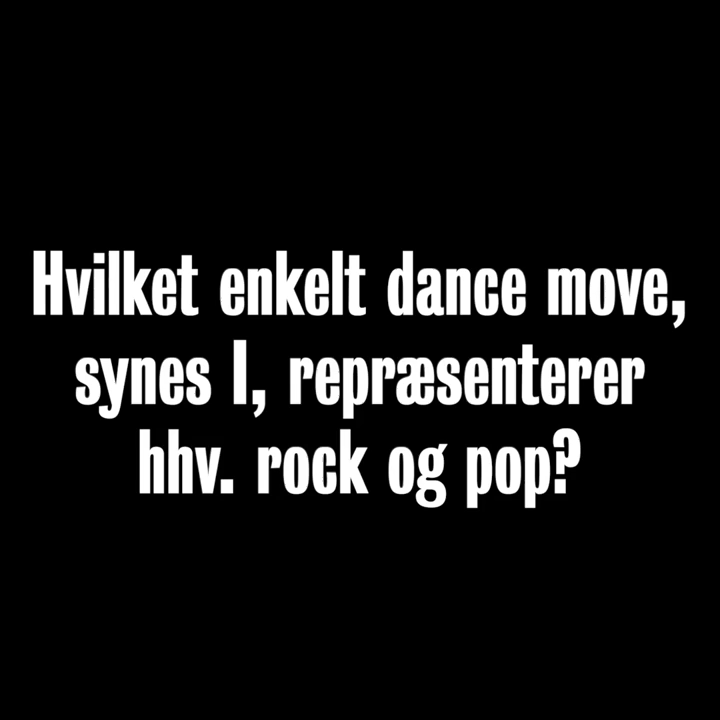 Hvilket enkelt dance move,
synes I, repræsenterer
hhv. rock og pop?